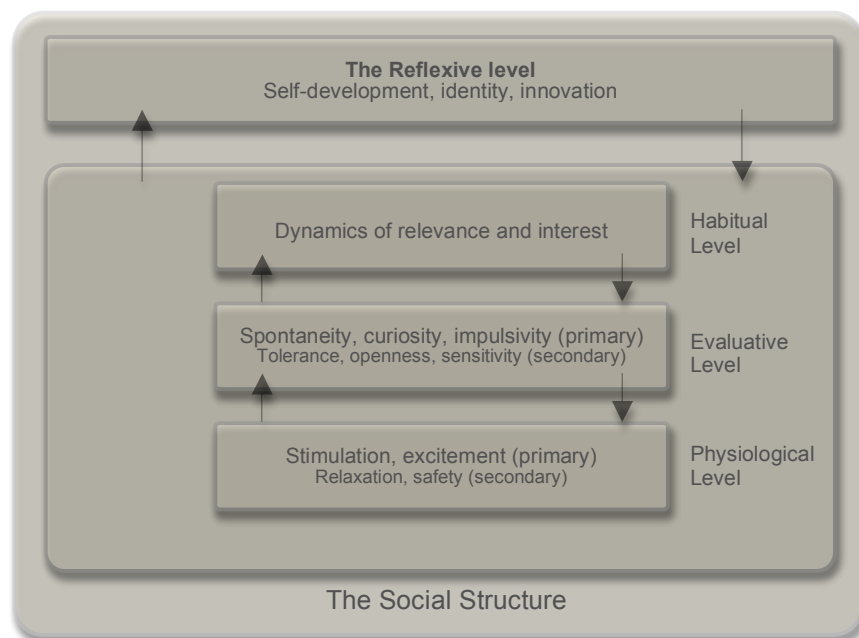 The Reflexive level
Self-development, identity, innovation
Dynamics of relevance and interest
Habitual
Level
Spontaneity, curiosity, impulsivity (primary)
Tolerance, openness, sensitivity (secondary)
Evaluative
Level
Stimulation, excitement (primary)
Relaxation, safety (secondary)
Physiological
Level
The Social Structure